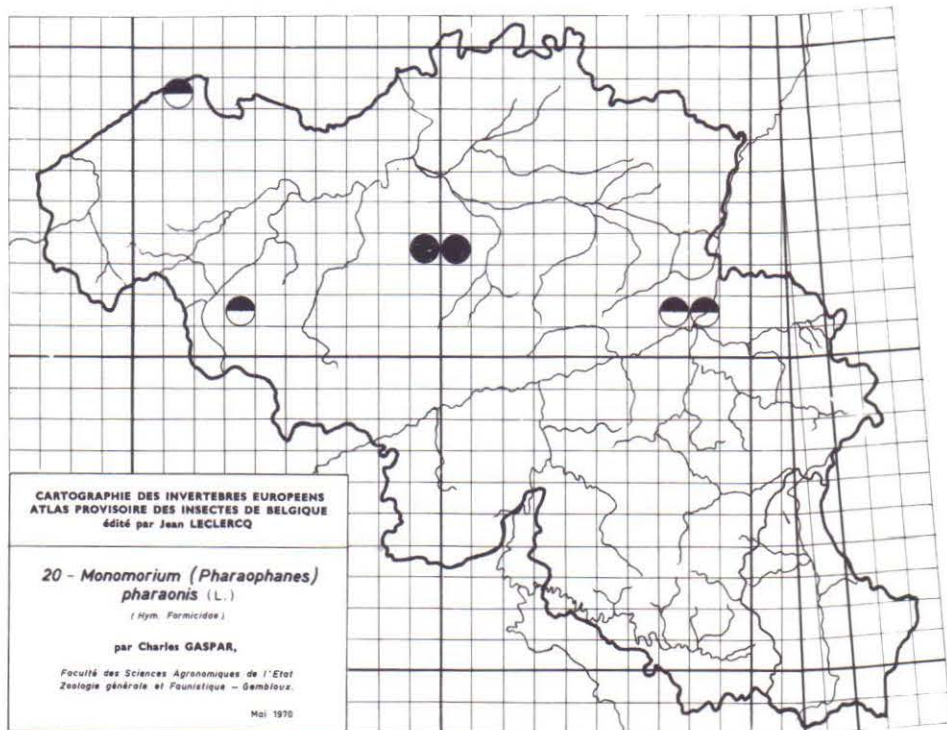 CARTOGRAPHIE DES INVERTEBRES EUROPEENS
ATLAS PROVISOIRE DES INSECTES DE BELGIQUE
édité par Jean LECLERCQ
20 - Monomorium (Pharaophanes)
pharaonis (L.)
(Hym. Formicidae)
par Charles GASPAR,
Faculté des Sciences Agronomiques de l'Etat
Zoologie générale et Faunistique - Gembloux.
Mai 1970